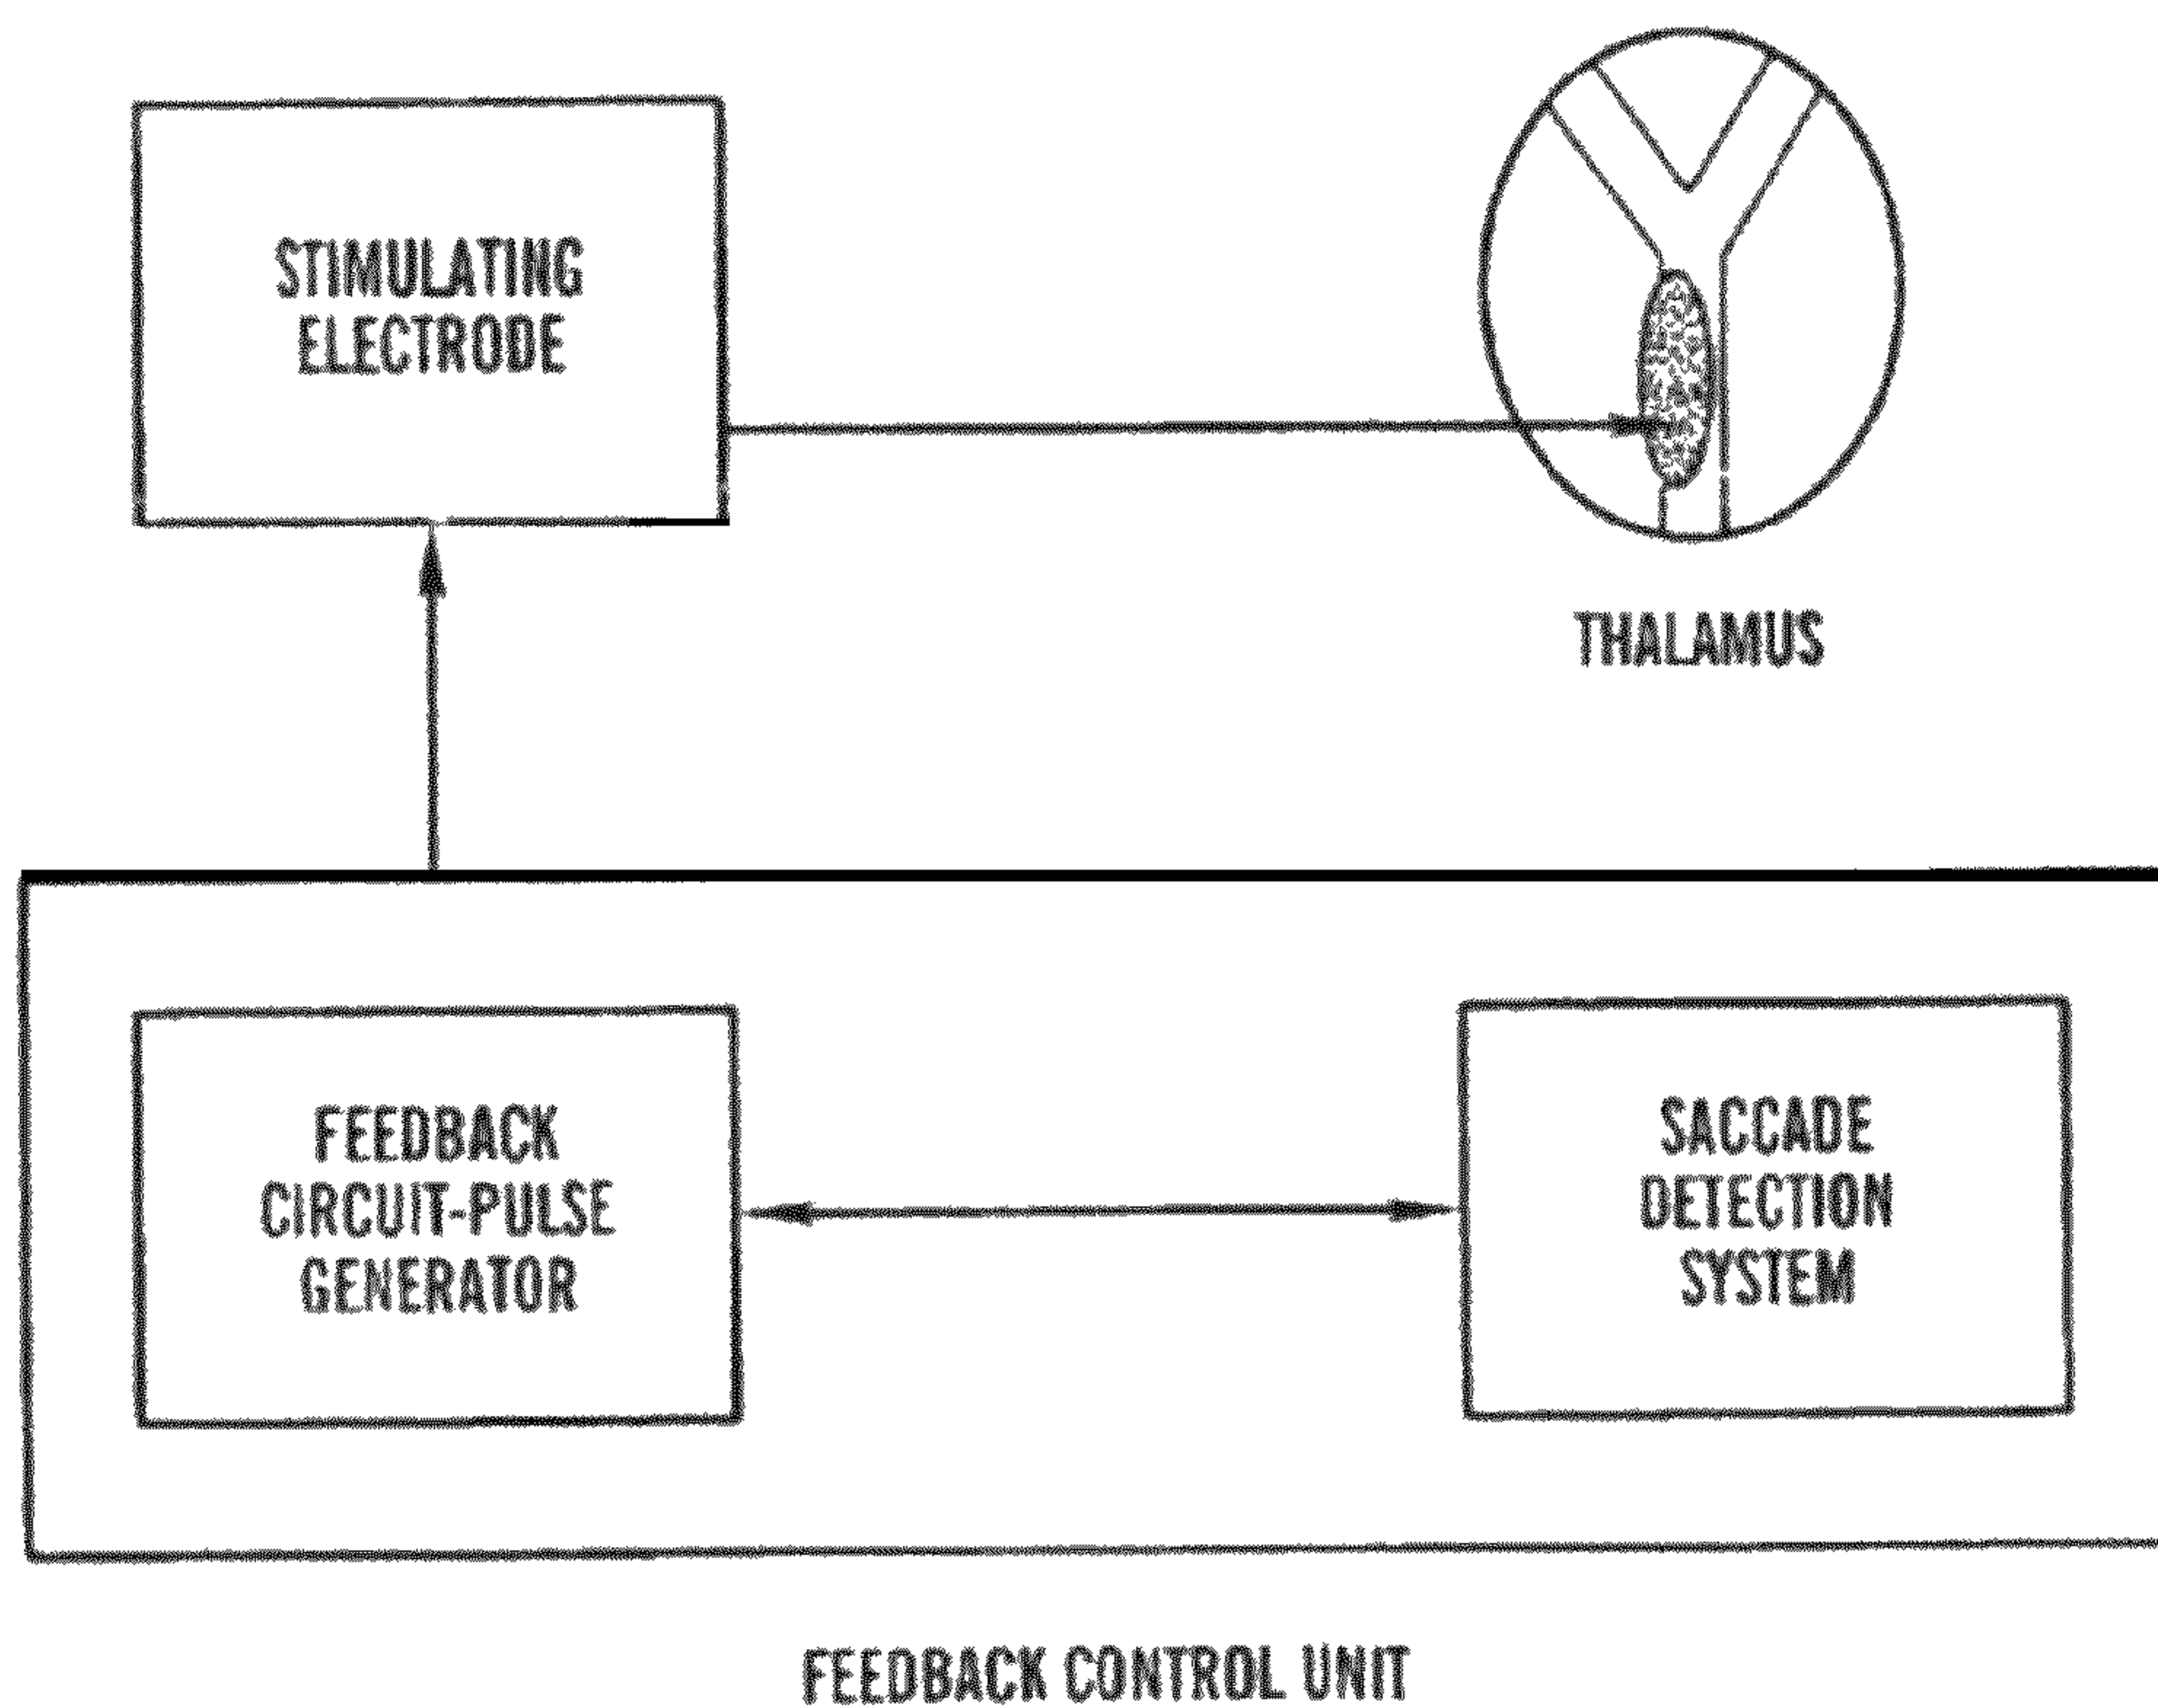 STIMULATING
ELECTRODE
THALAMUS
FEEDBACK
CIRCUIT-PULSE
GENERATOR
SACCADE
DETECTION
SYSTEM
FEEDBACK CONTROL UNIT